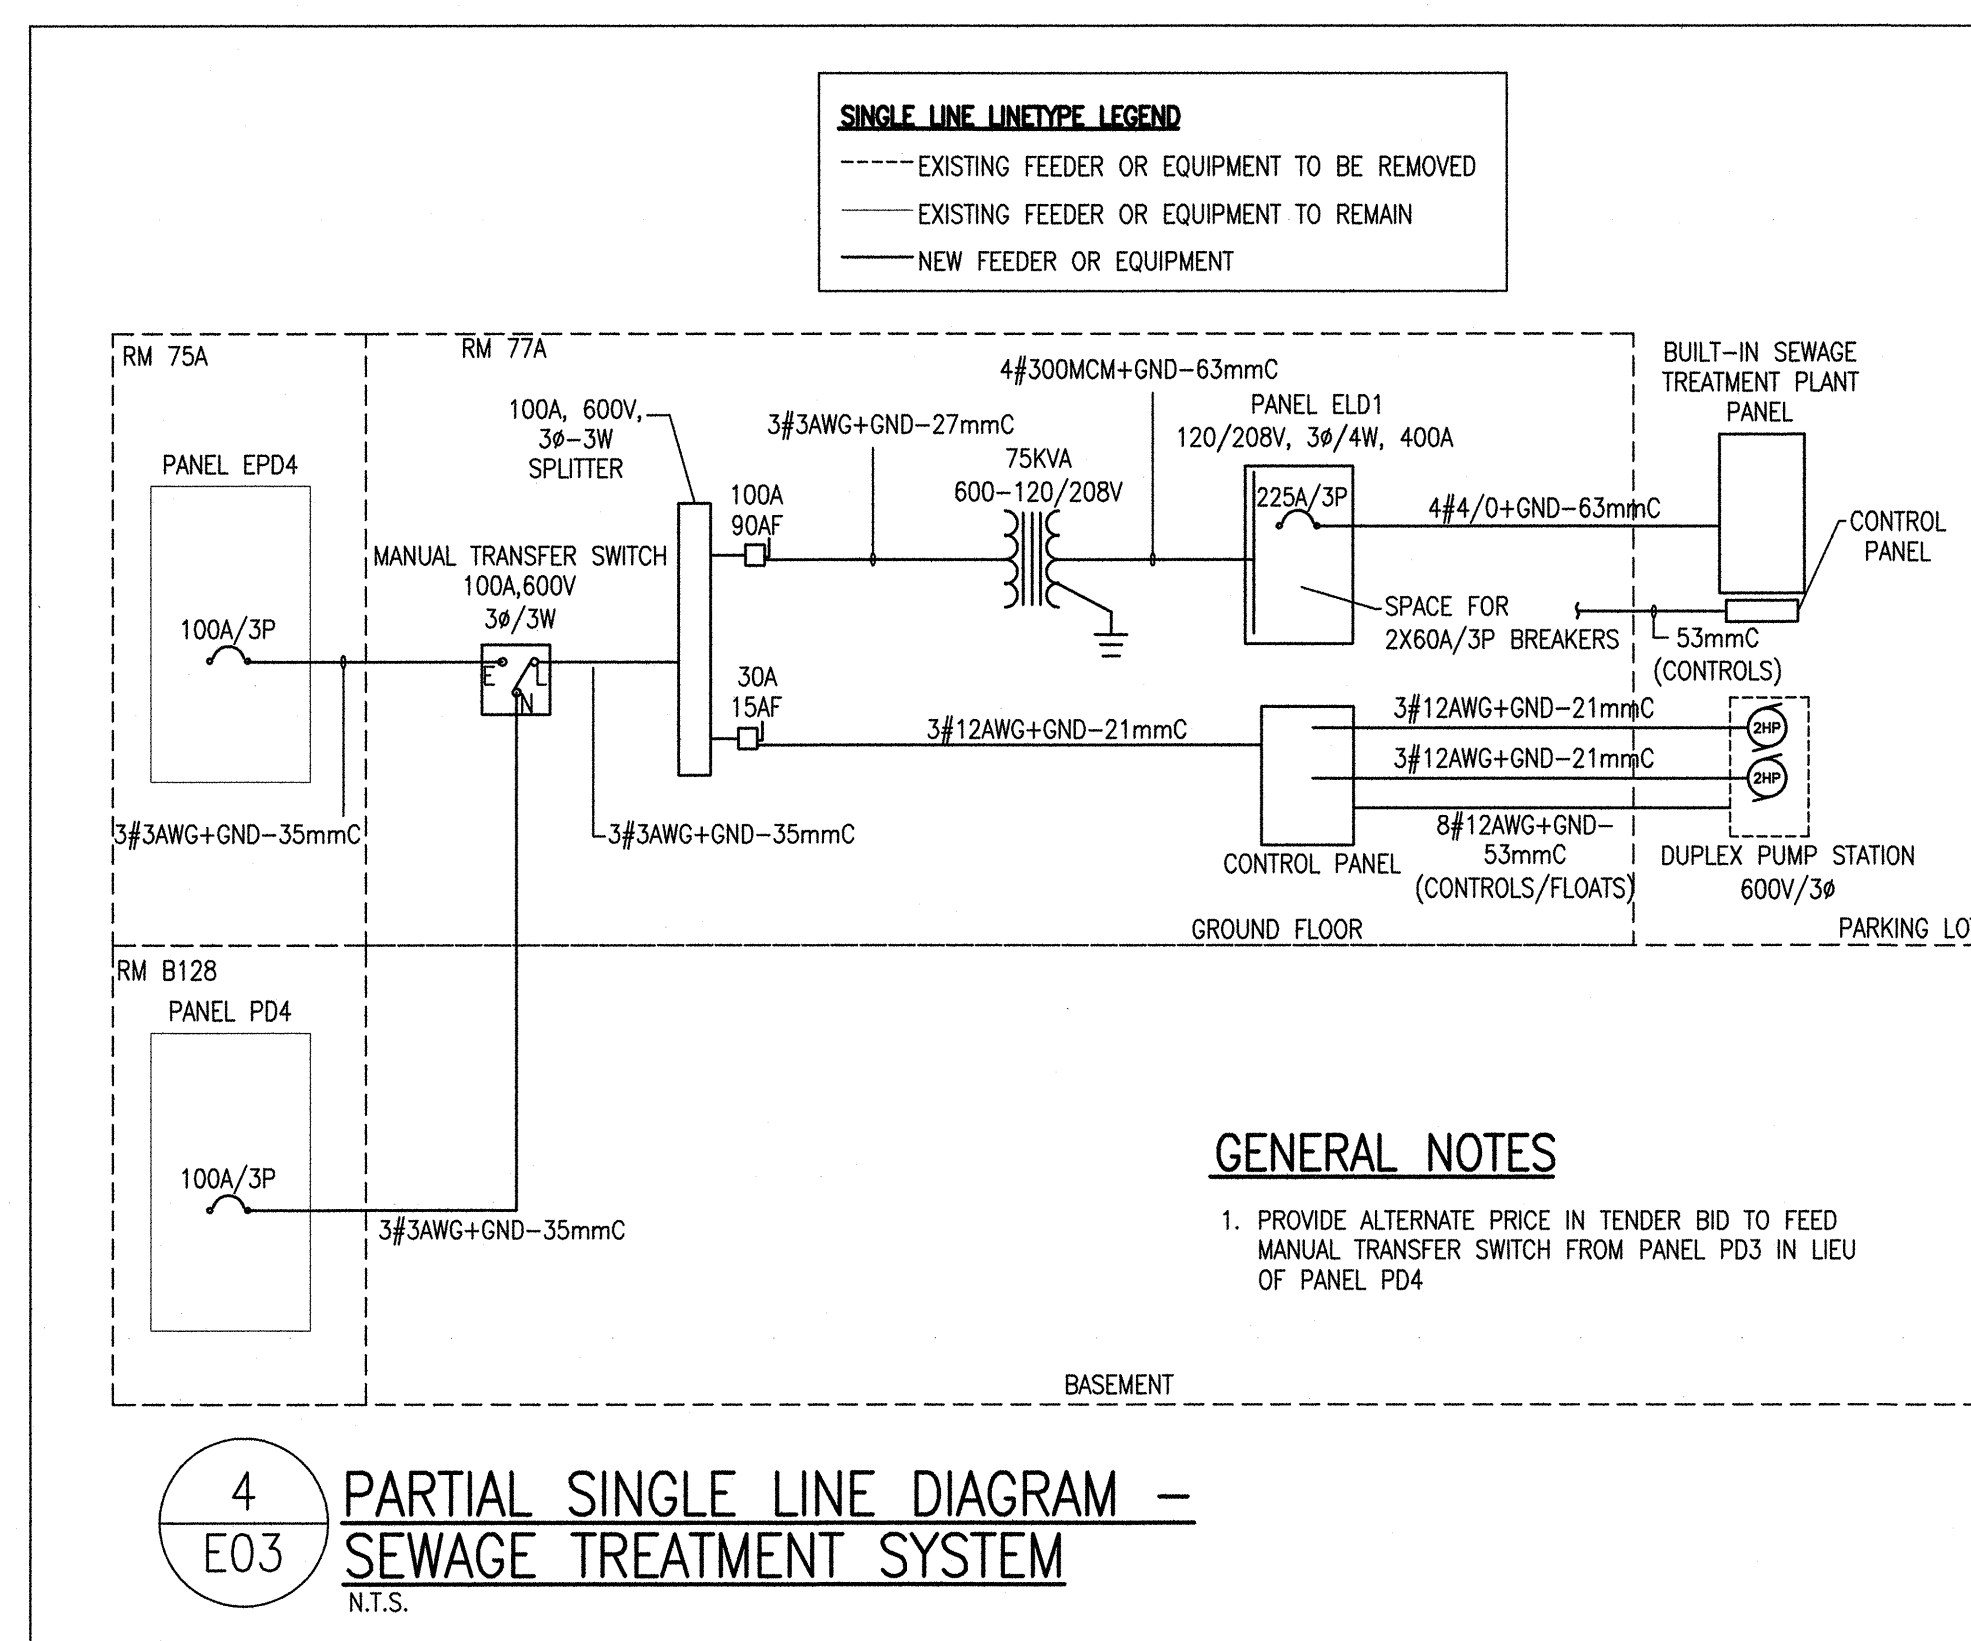 SINGLE LINE LINETYPE LEGEND
EXISTING FEEDER OR EQUIPMENT TO BE REMOVED
EXISTING FEEDER OR EQUIPMENT TO REMAIN
NEW FEEDER OR EQUIPMENT
RM 75A
RM 77A
PANEL EPD4
100A/3P
3#3AWG+GND-35mmC
MANUAL TRANSFER SWITCH
100A,600V
3ø/3W
E
L
N
100A, 600V,
3ø-3W
SPLITTER
3#3AWG+GND-35mmC
100A
90AF
3#3AWG+GND-27mmC
75KVA
600-120/208V
4#300MCM+GND-63mmC
PANEL ELD1
120/208V, 3ø/4W, 400A
225A/3P
4#4/0+GND-63mmC
SPACE FOR
2X60A/3P BREAKERS
BUILT-IN SEWAGE
TREATMENT PLANT
PANEL
CONTROL
PANEL
53mmC
(CONTROLS)
30A
15AF
3#12AWG+GND-21mmC
CONTROL PANEL
3#12AWG+GND-21mmC
3#12AWG+GND-21mmC
8#12AWG+GND-
53mmC
(CONTROLS/FLOATS)
2HP
2HP
DUPLEX PUMP STATION
600V/3ø
GROUND FLOOR
PARKING LO
RM B128
PANEL PD4
100A/3P
3#3AWG+GND-35mmC
GENERAL NOTES
1. PROVIDE ALTERNATE PRICE IN TENDER BID TO FEED
MANUAL TRANSFER SWITCH FROM PANEL PD3 IN LIEU
OF PANEL PD4
BASEMENT
4
E03
PARTIAL SINGLE LINE DIAGRAM -
SEWAGE TREATMENT SYSTEM
N.T.S.